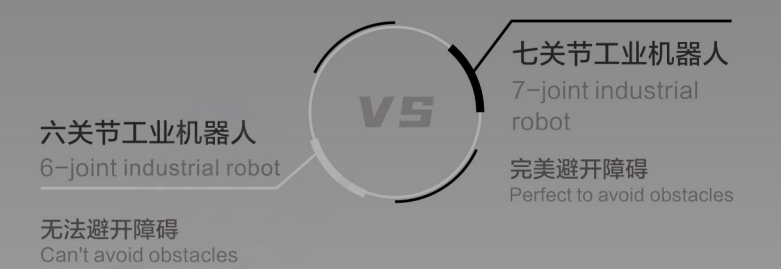 六关节工业机器人
6-joint industrial robot
无法避开障碍
Can't avoid obstacles
VS
七关节工业机器人
7-joint industrial
robot
完美避开障碍
Perfect to avoid obstacles